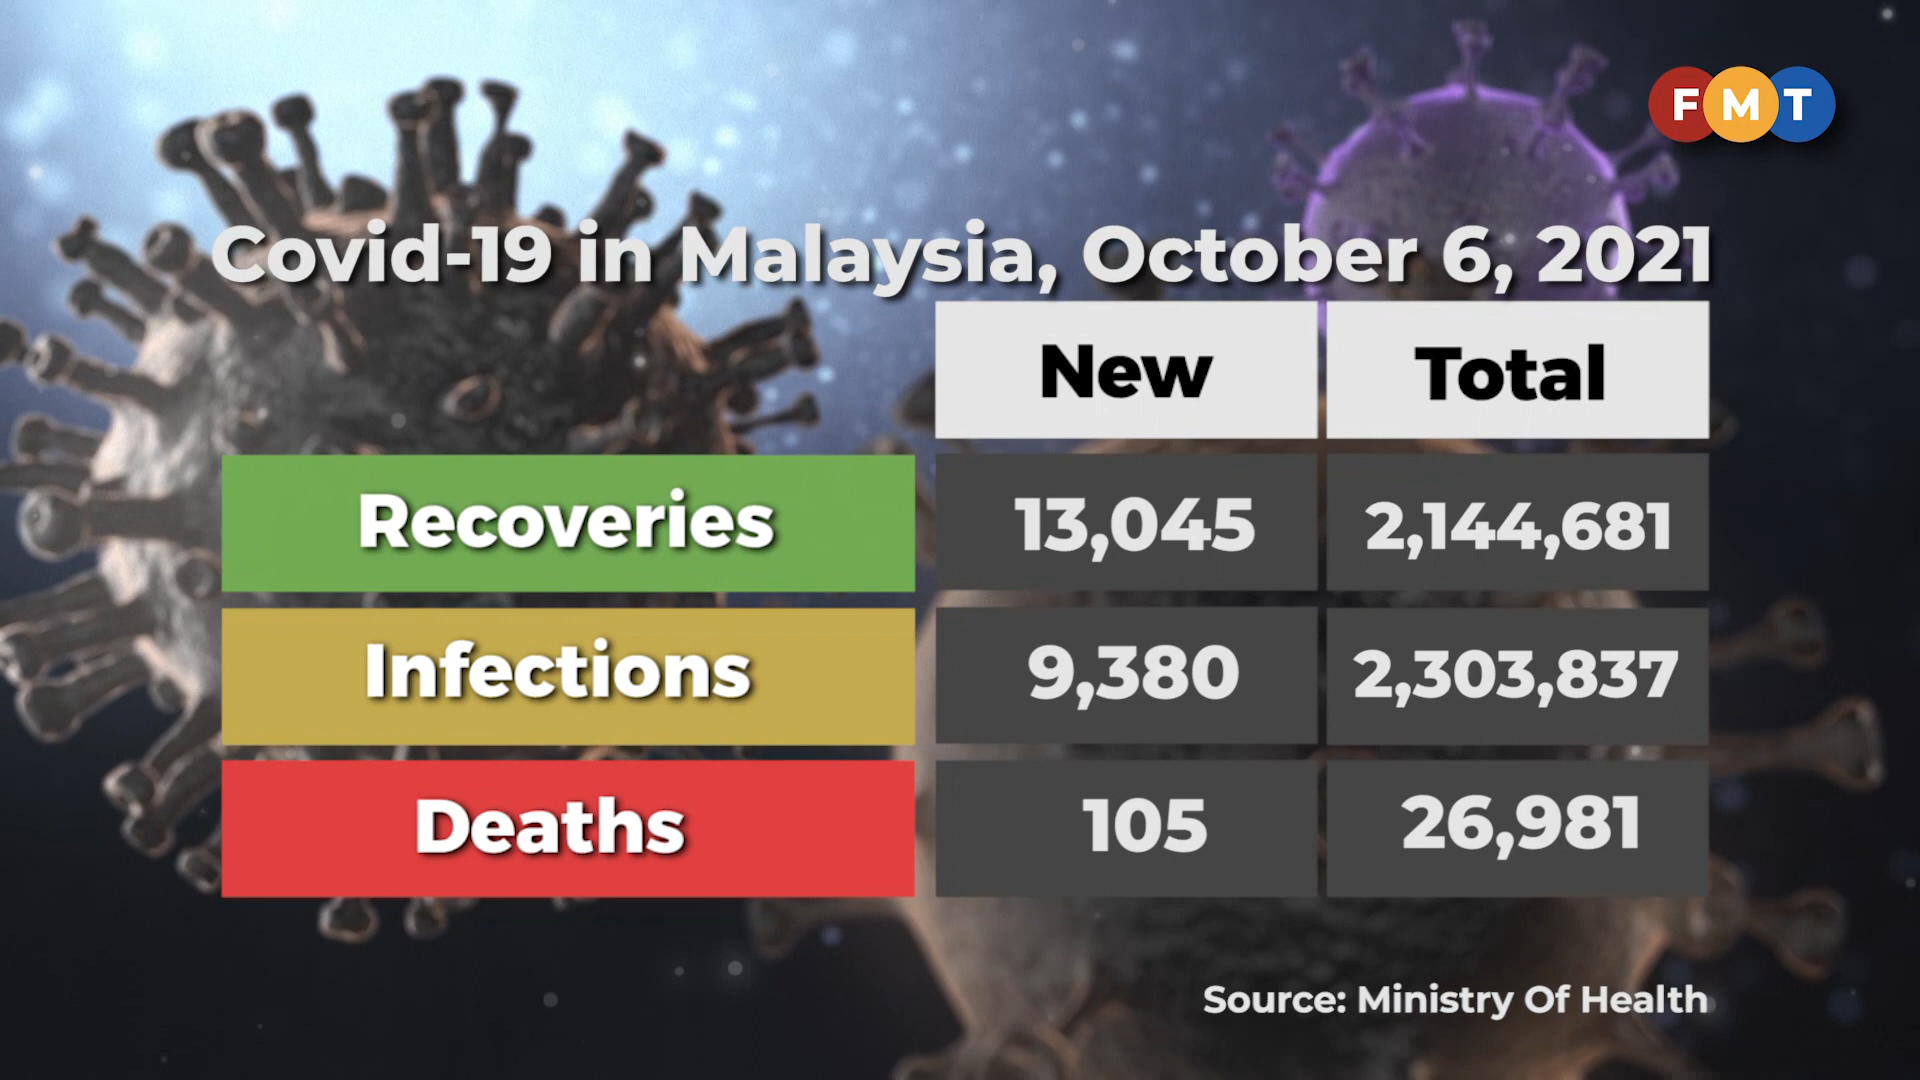 FMT
Covid-19 in Malaysia, October 6, 2021
New Total
Recoveries 13,045 2,144,681
Infections 9,380 2,303,837
Deaths 105 26,981
Source: Ministry Of Health